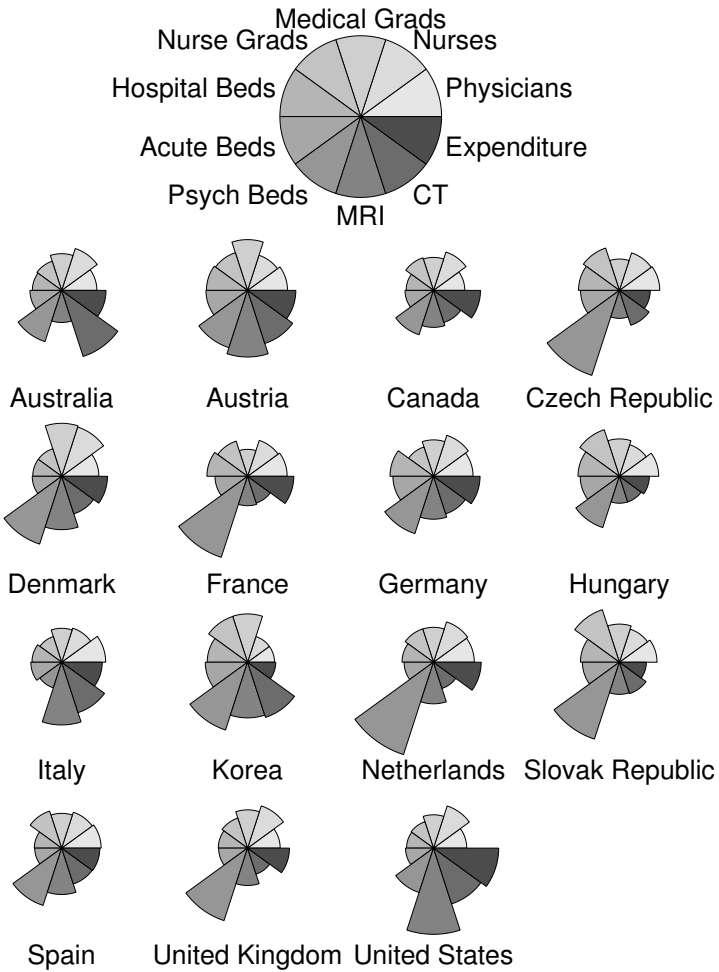 Medical Grads
Nurse Grads Nurses
Hospital Beds Physicians
Acute Beds Expenditure
Psych Beds CT
MRI
Australia Austria Canada Czech Republic
Denmark France Germany Hungary
Italy Korea Netherlands Slovak Republic
Spain United Kingdom United States